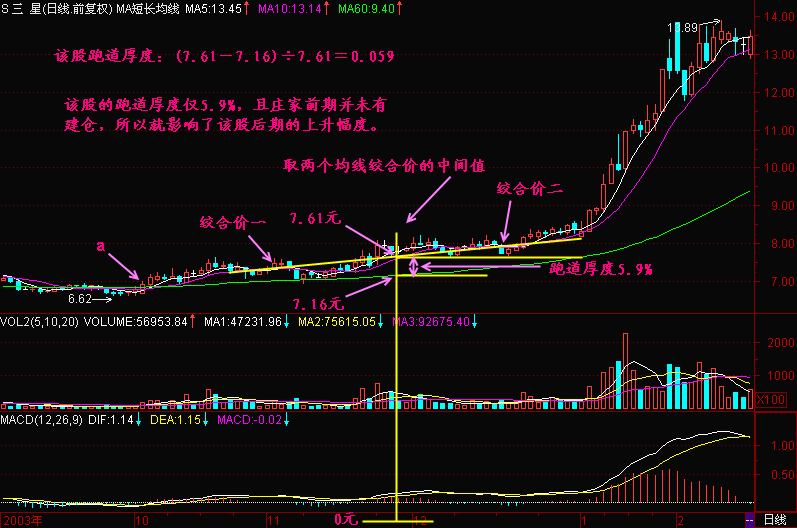 S三 星(日线.前复权) MA短长均线 MA5:13.45↑ MA10:13.14↑ MA60:9.40↑
14.00
13.89
13.00
该股跑道厚度：(7.61－7.16)÷7.61＝0.059
12.00
该股的跑道厚度仅5.9%，且庄家前期并未有
建仓，所以就影响了该股后期的上升幅度。
11.00
10.00
取两个均线绞合价的中间值
绞合价二
9.00
绞合价一
7.61元
a
8.00
跑道厚度5.9%
7.00
6.62→
7.16元
VOL2(5,10,20) VOLUME:56953.84↑ MA1:47231.96↓ MA2:75615.05↓ MA3:92675.40↓
2000
1000
X100
MACD(12,26,9) DIF:1.14↓ DEA:1.15↓ MACD:-0.02↓
1.00
0.50
2003年 10 11 0元 12 1 2 日线